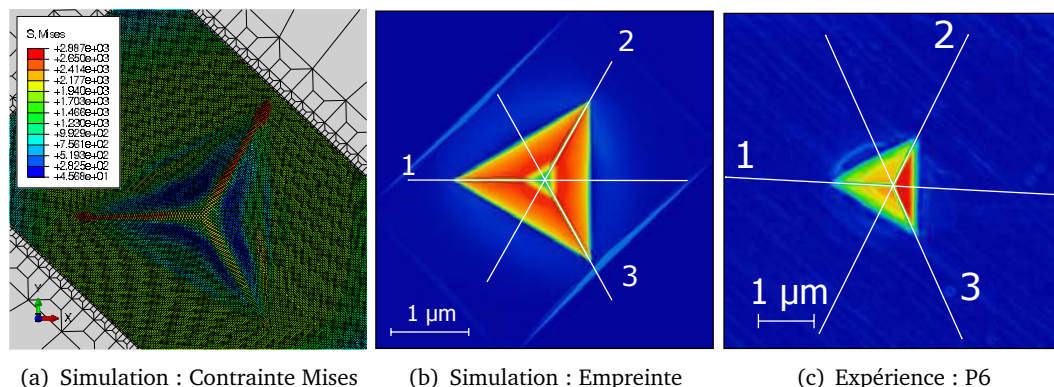 S, Mises
+2.897e+03
+2.650e+03
+2.414e+03
+2.177e+03
+1.940e+03
+1.703e+03
+1.466e+03
+1.230e+03
+9.929e+02
+7.561e+02
+5.193e+02
+2.825e+02
+4.568e+01
Y
X
1
2
3
1 µm
1
2
3
1 µm
(a) Simulation : Contrainte Mises
(b) Simulation : Empreinte
(c) Expérience : P6